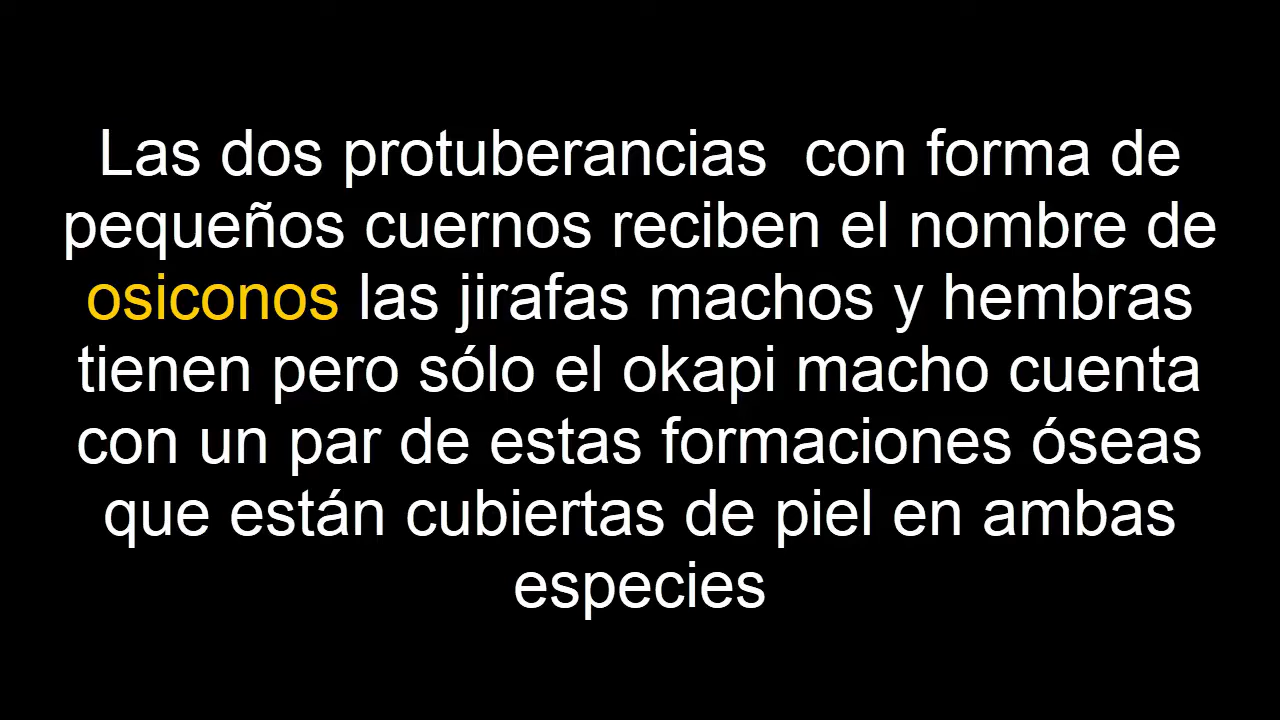 Las dos protuberancias  con forma de
pequeños cuernos reciben el nombre de
osiconos las jirafas machos y hembras
tienen pero sólo el okapi macho cuenta
con un par de estas formaciones óseas
que están cubiertas de piel en ambas
especies